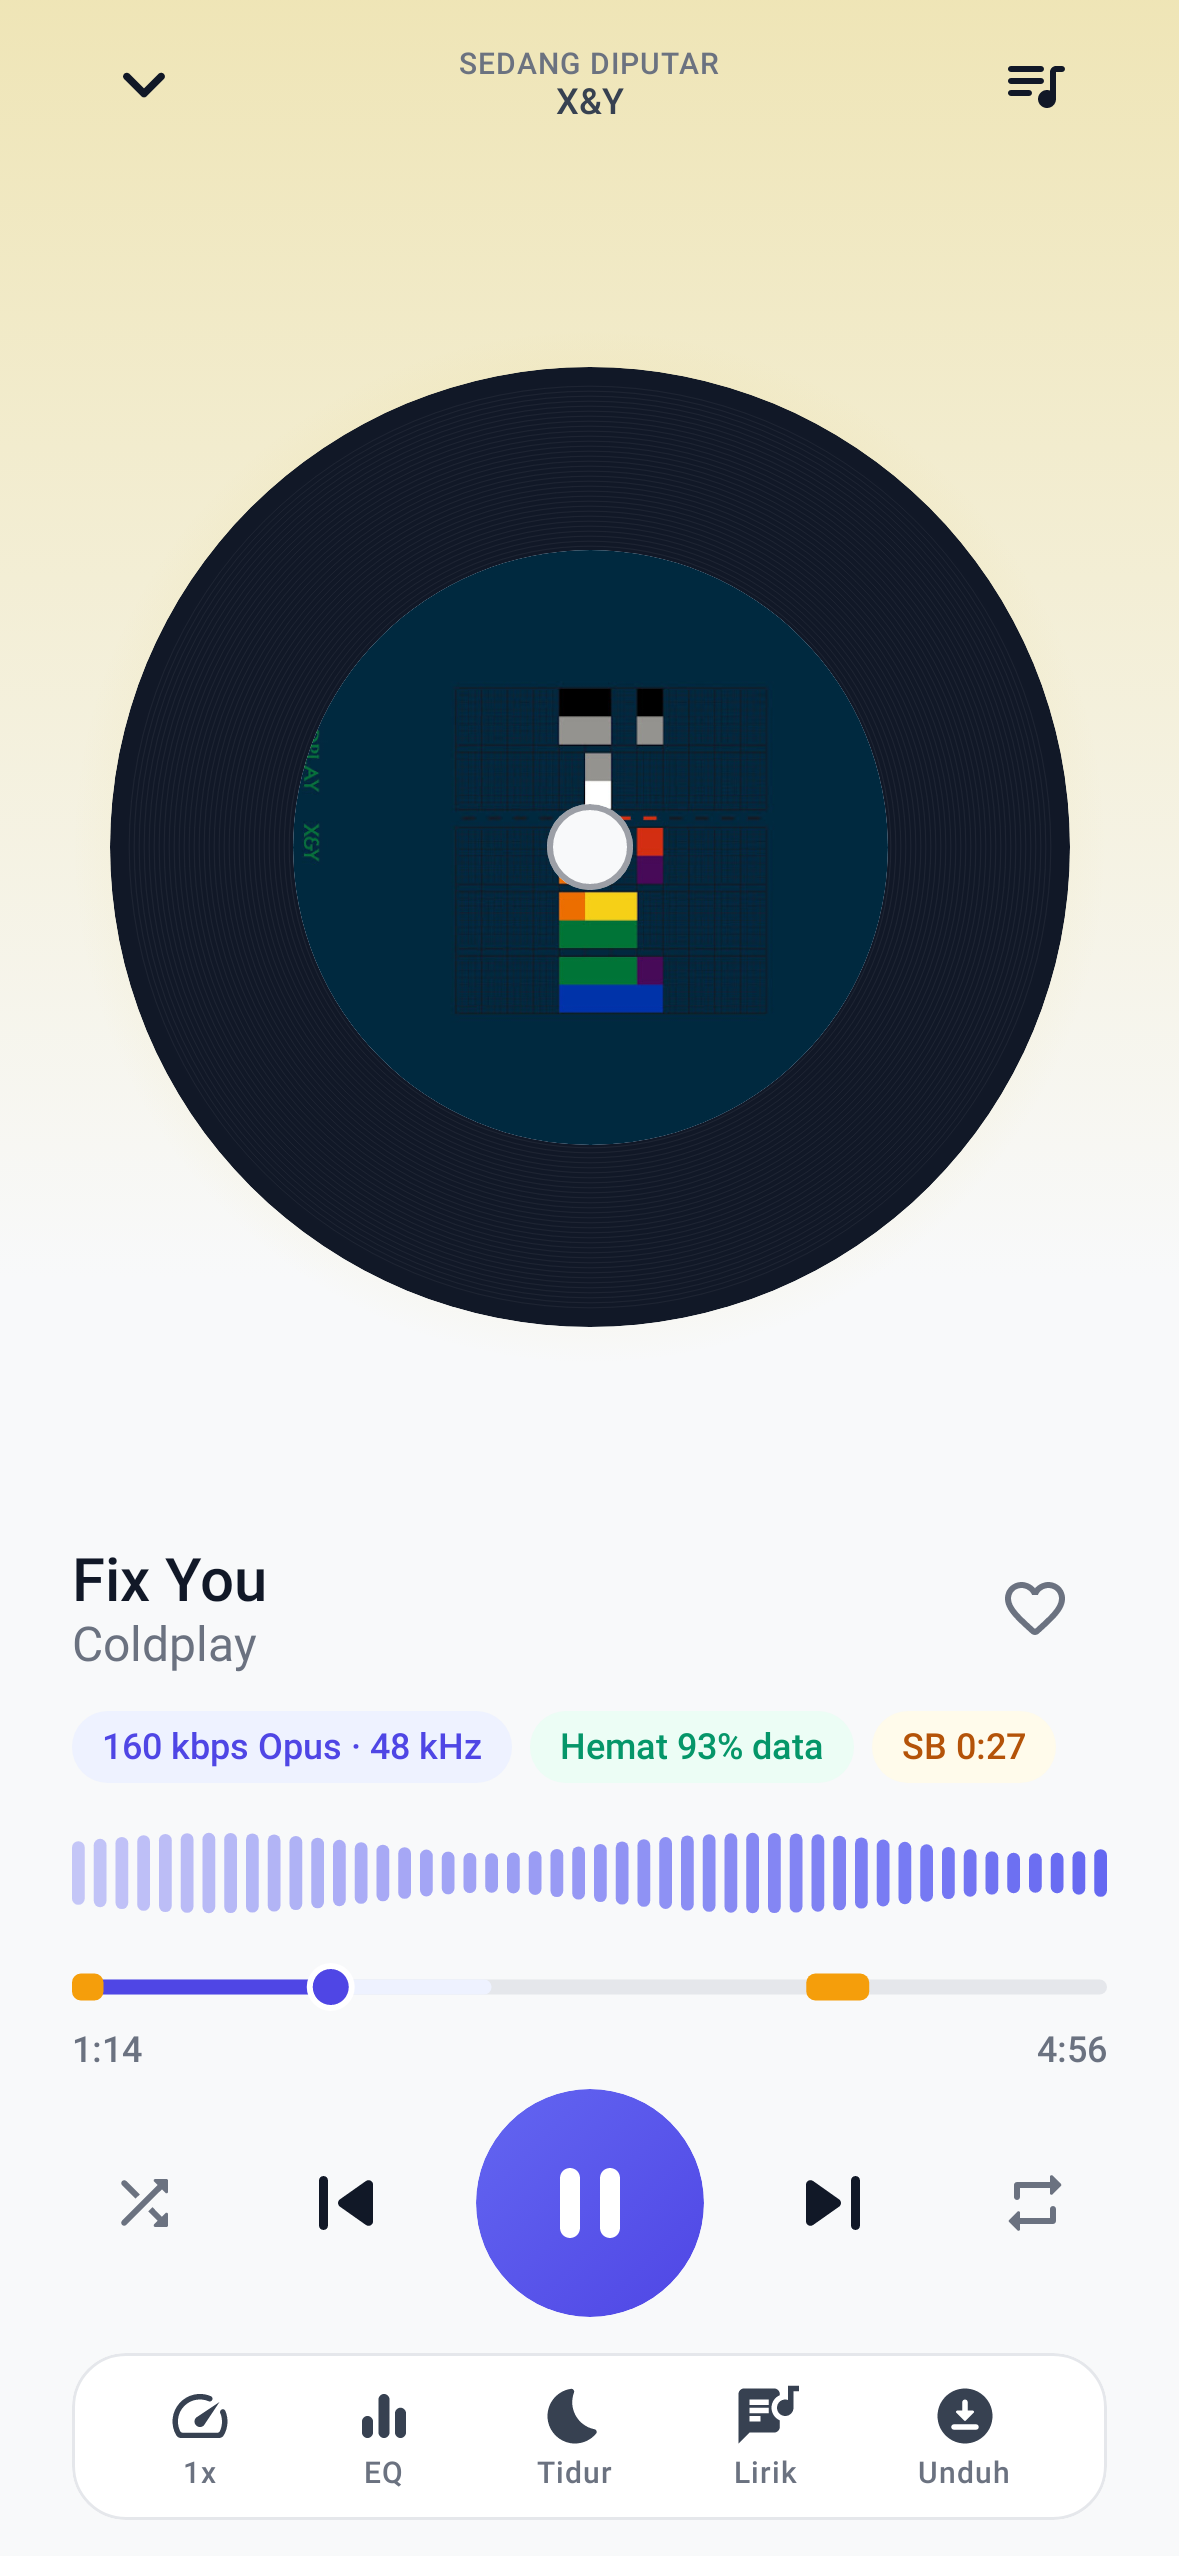 SEDANG DIPUTAR
X&Y
Fix You
Coldplay
160 kbps Opus · 48 kHz
Hemat 93% data
SB 0:27
1:14
4:56
1x
EQ
Tidur
Lirik
Unduh